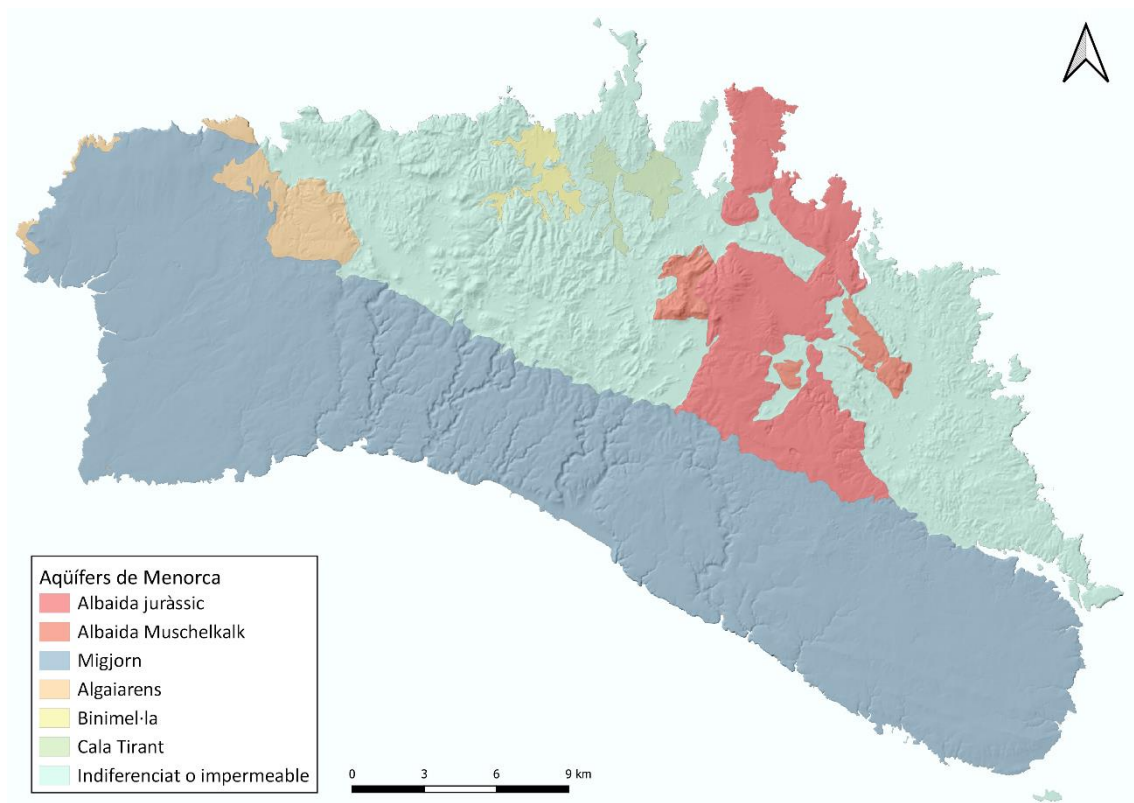 Aqüífers de Menorca
Albaida juràssic
Albaida Muschelkalk
Migjorn
Algaiarens
Binimel·la
Cala Tirant
Indiferenciat o impermeable
0 3 6 9 km